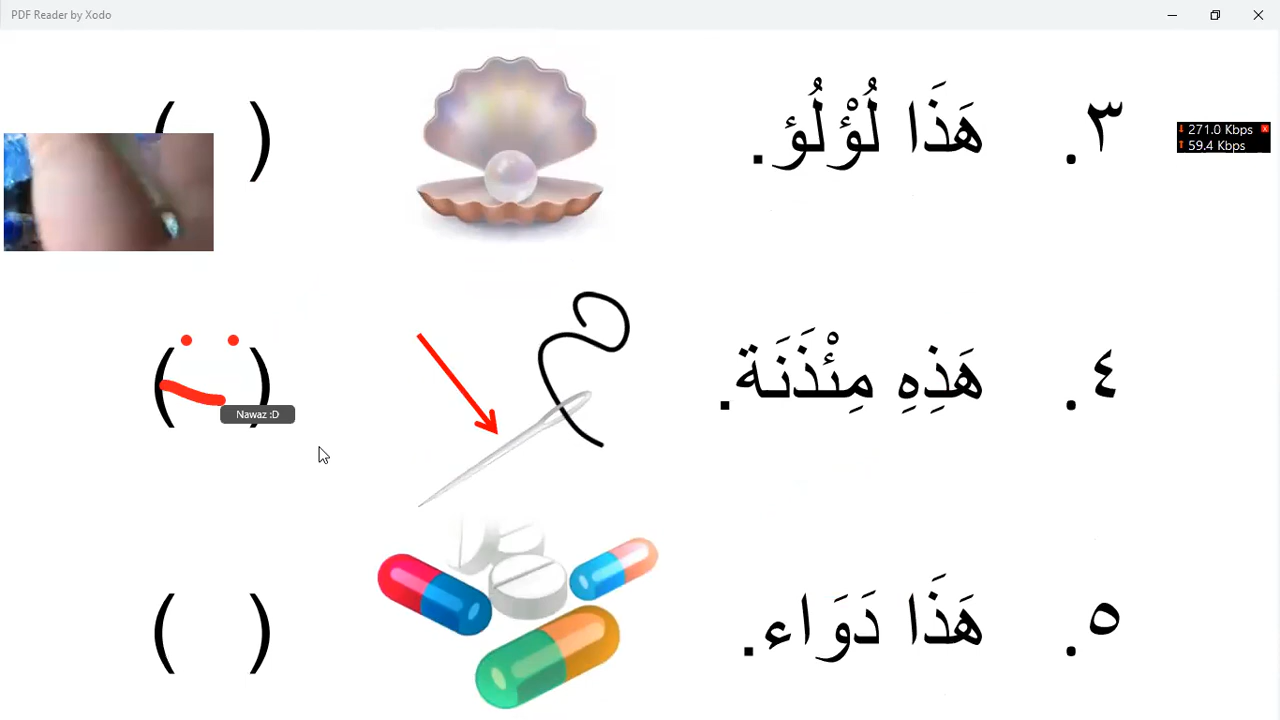 PDF Reader by Xodo
271.0 Kbps
59.4 Kbps
٣. هَذَا لُؤْلُؤ. ( )
٤. هَذِهِ مِئْذَنَة. ( )
Nawaz :D
٥. هَذَا دَوَاء. ( )